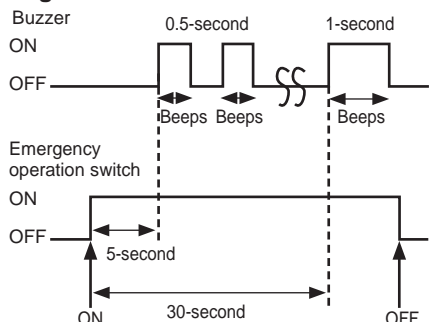 Buzzer
0.5-second 1-second
ON
OFF
Beeps Beeps Beeps
Emergency
operation switch
ON
OFF
5-second
30-second
ON OFF